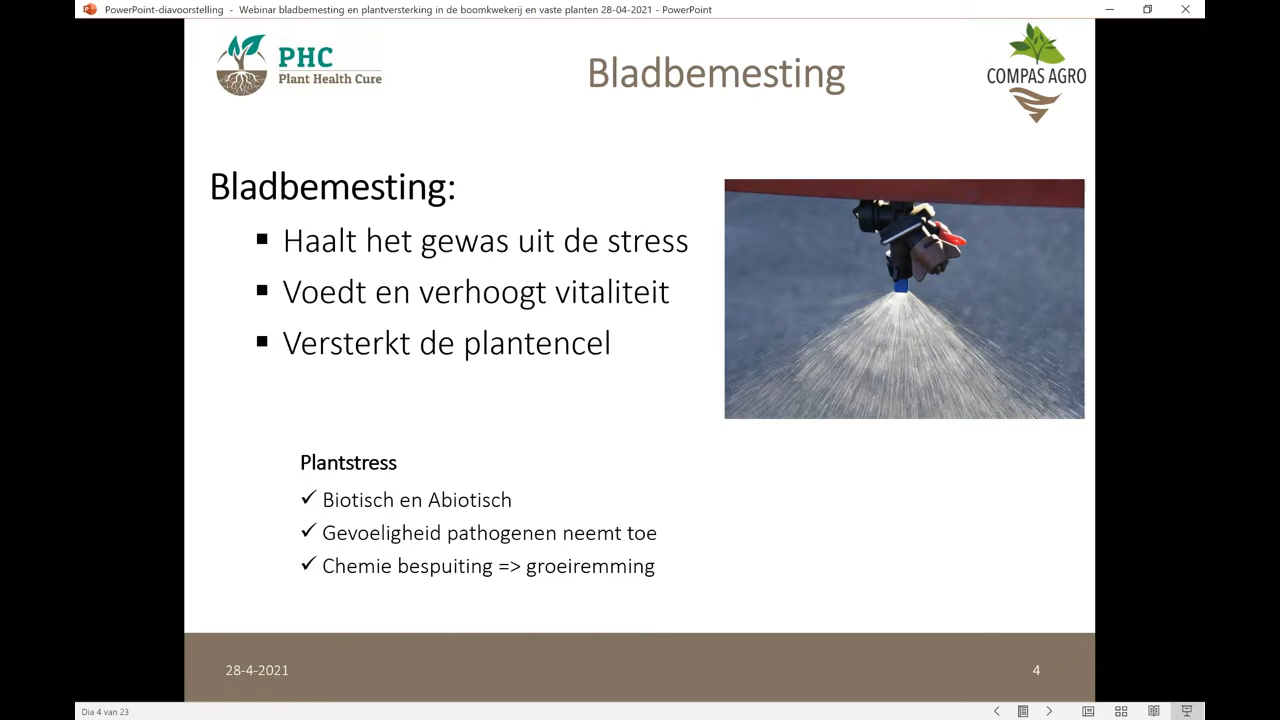 PowerPoint-diavoorstelling - Webinar bladbemesting en plantversterking in de boomkwekerij en vaste planten 28-04-2021 - PowerPoint
PHC
Plant Health Cure
Bladbemesting
COMPAS AGRO
Bladbemesting:
▪ Haalt het gewas uit de stress
▪ Voedt en verhoogt vitaliteit
▪ Versterkt de plantencel
Plantstress
✓ Biotisch en Abiotisch
✓ Gevoeligheid pathogenen neemt toe
✓ Chemie bespuiting => groeiremming
28-4-2021
4
Dia 4 van 23